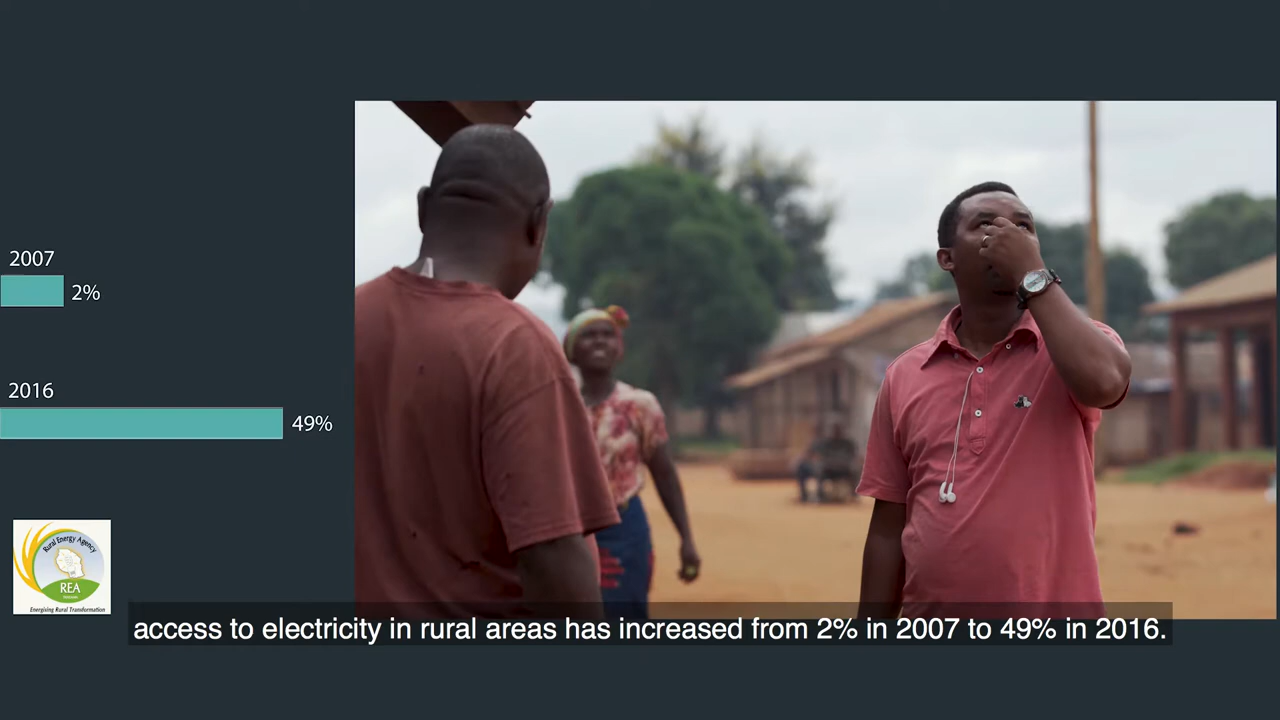 2007
2%
2016
49%
Rural Energy Agency
REA
Energizing Rural Transformation
access to electricity in rural areas has increased from 2% in 2007 to 49% in 2016.